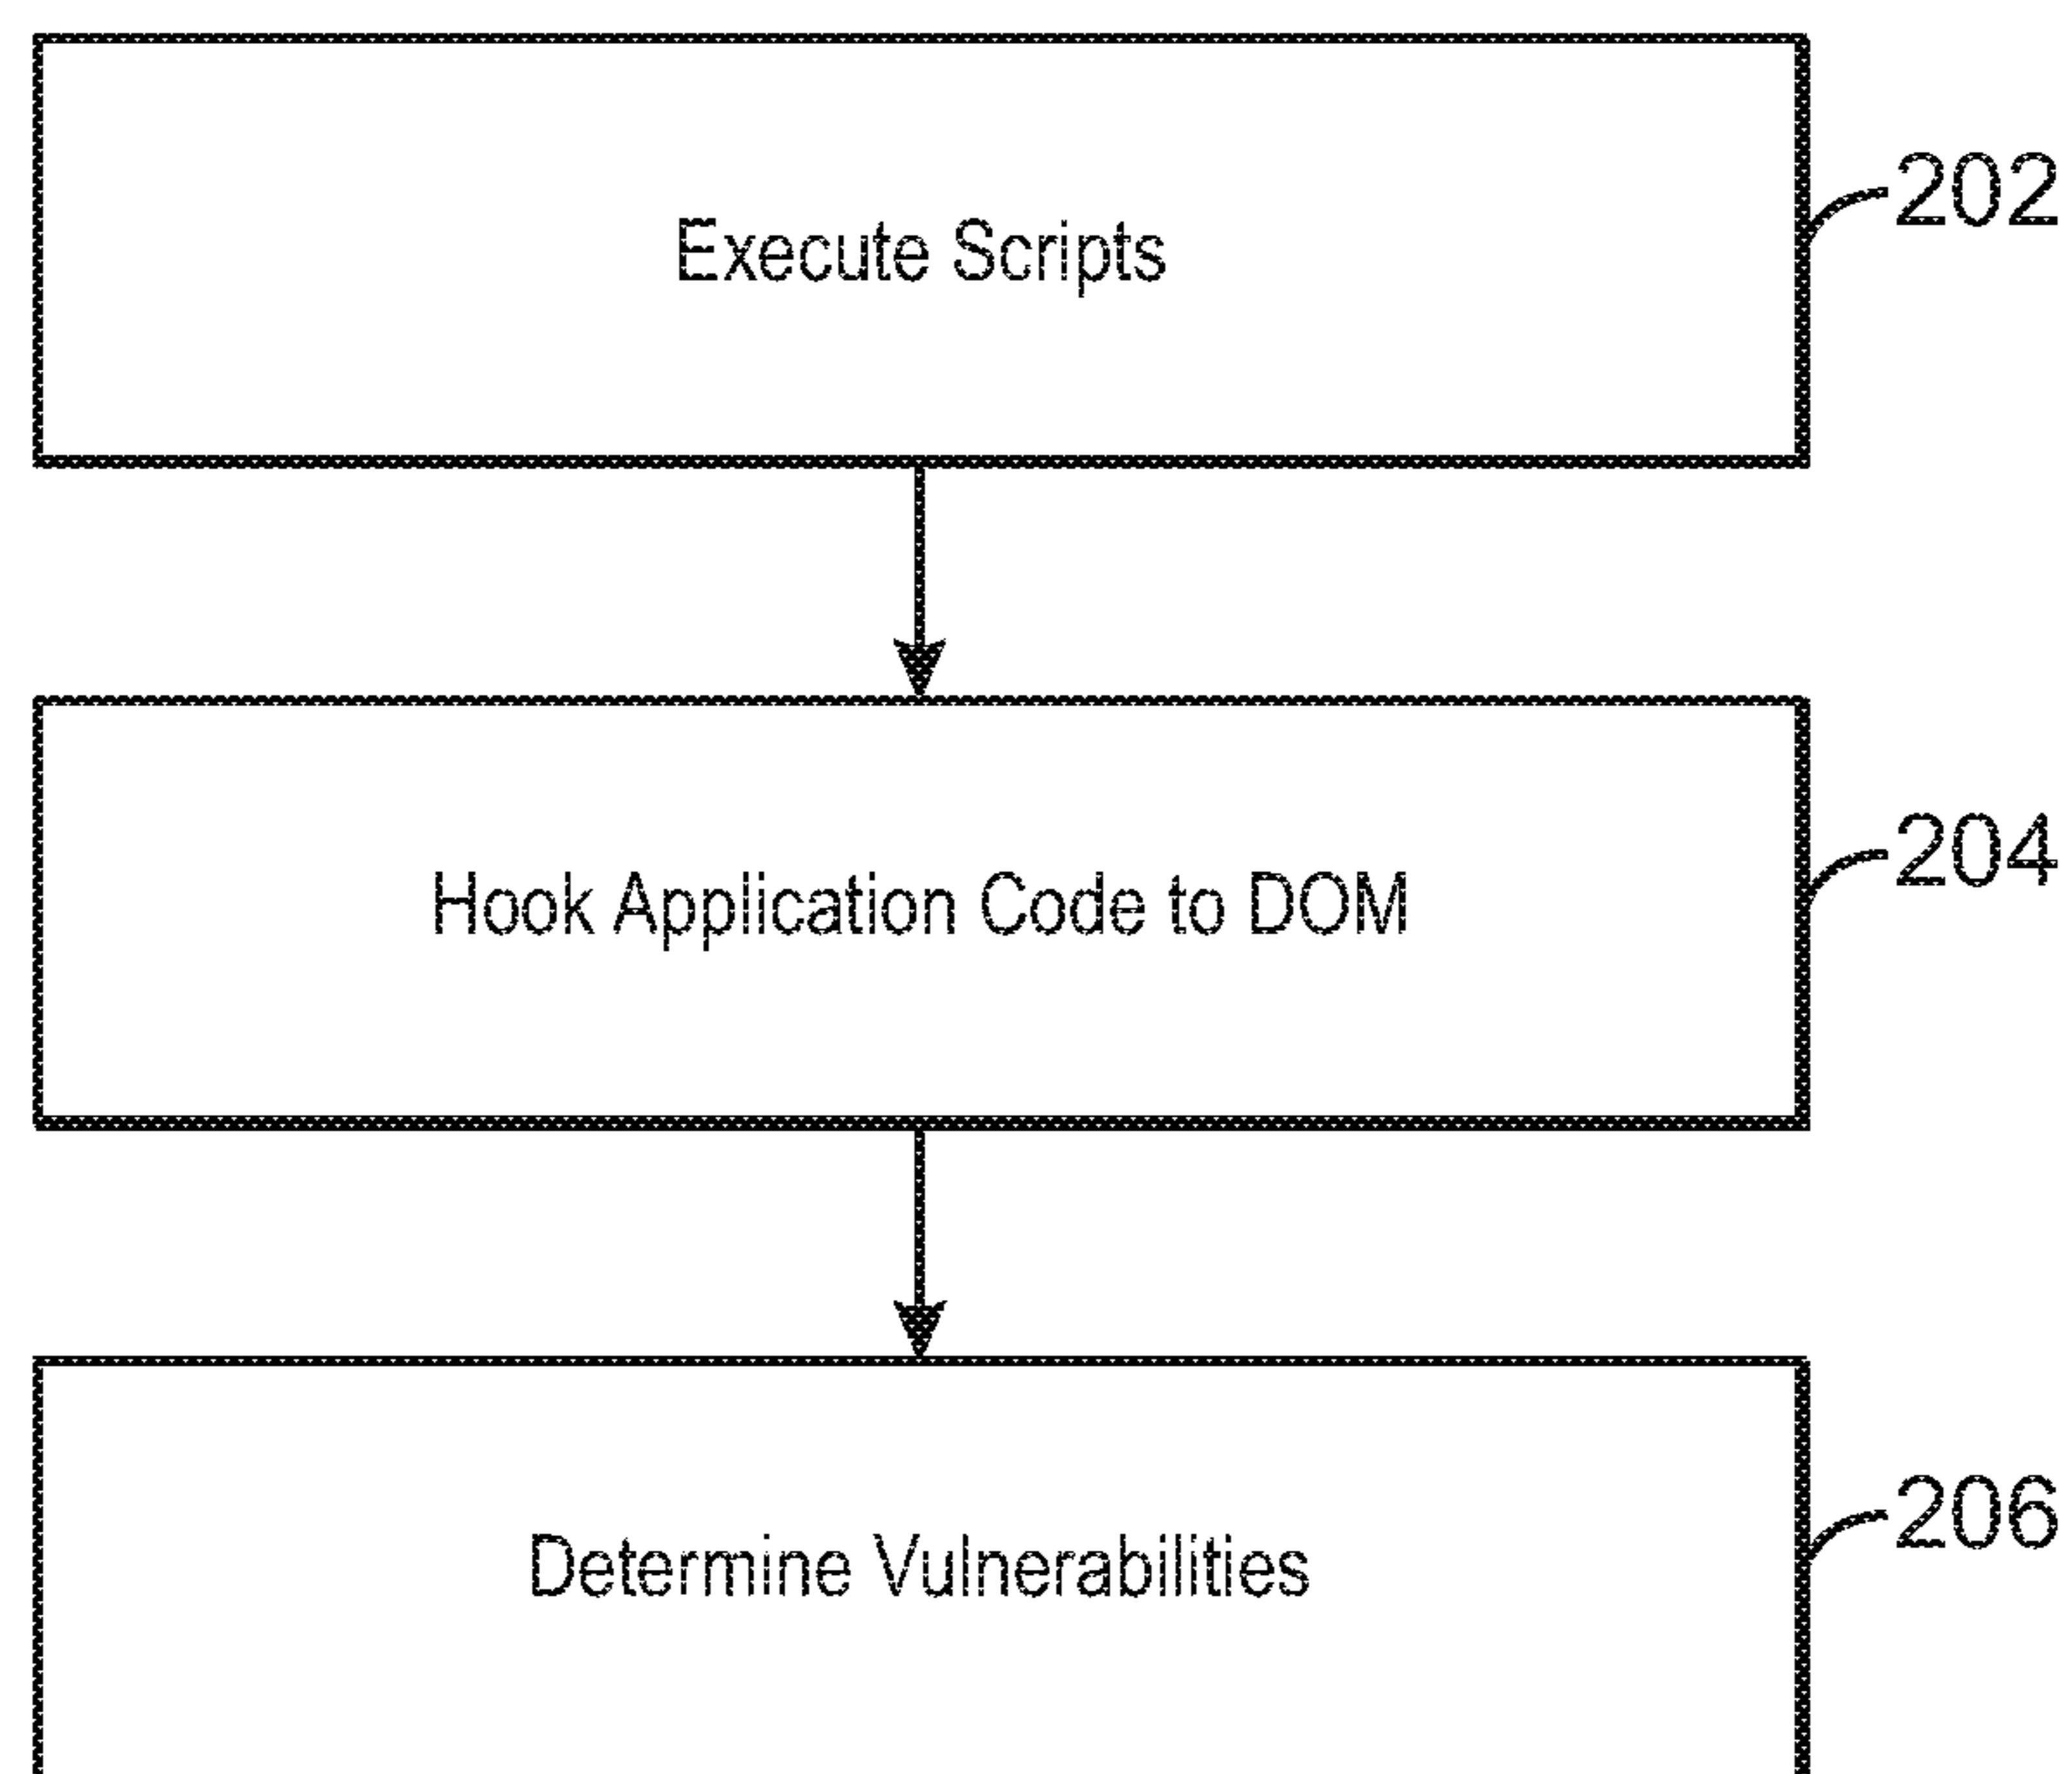 Execute Scripts
202
Hook Application Code to DOM
204
Determine Vulnerabilities
206